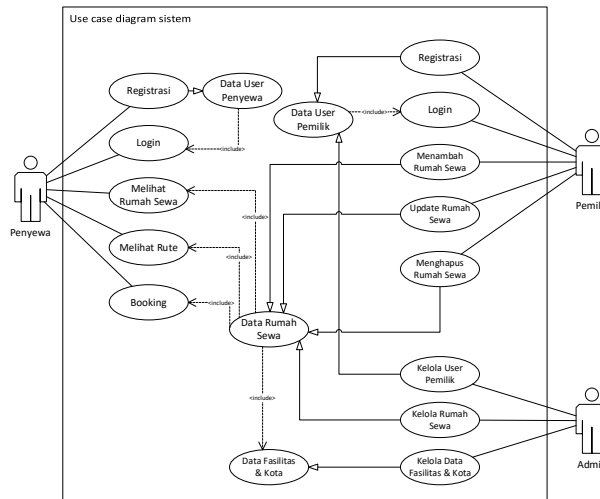 Use case diagram sistem
Registrasi
Data User
Penyewa
<include>
Login
Melihat
Rumah Sewa
<include>
Melihat Rute
<include>
Booking
<include>
Penyewa
Data User
Pemilik
<include>
Registrasi
Login
Menambah
Rumah Sewa
Update Rumah
Sewa
Menghapus
Rumah Sewa
Pemil
Data Rumah
Sewa
<include>
Data Fasilitas
& Kota
Kelola User
Pemilik
Kelola Rumah
Sewa
Kelola Data
Fasilitas & Kota
Admi